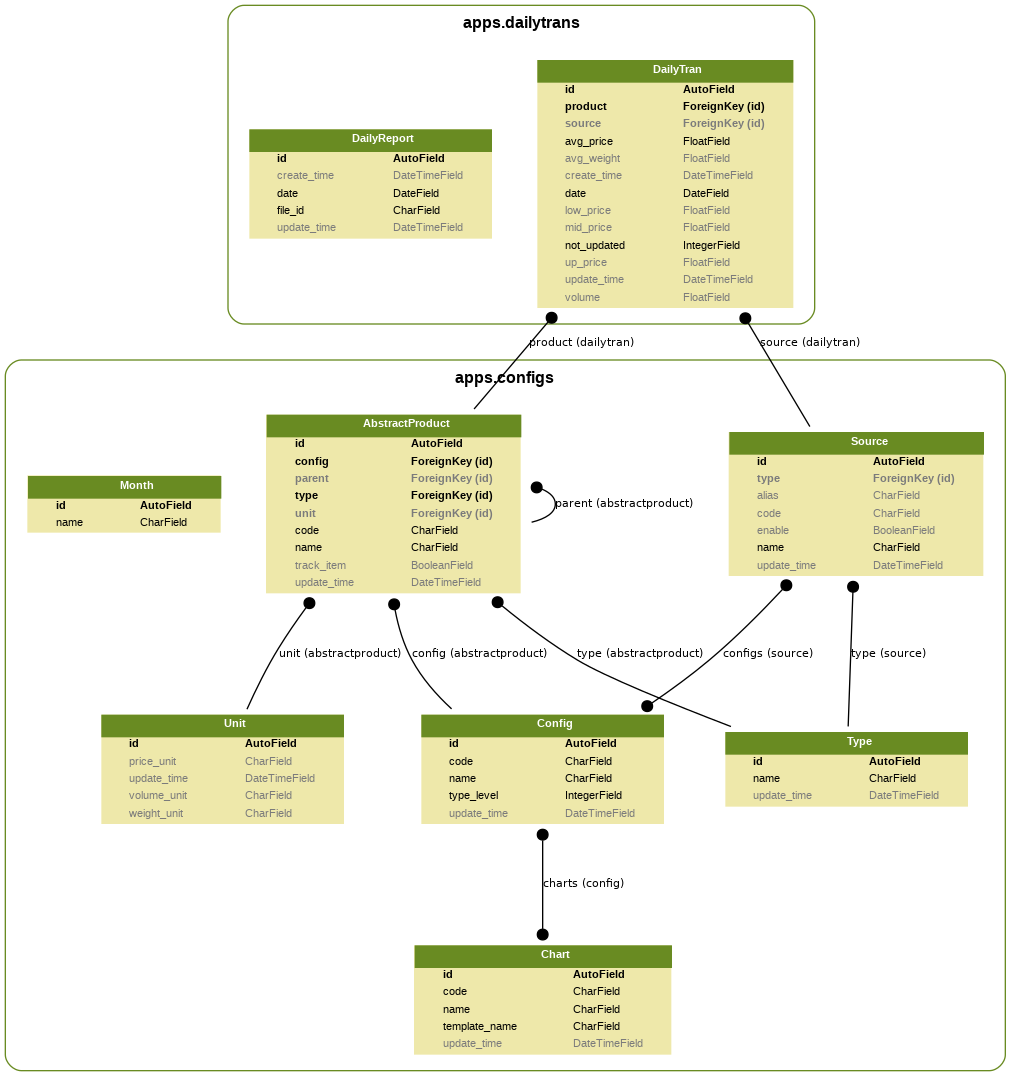 apps.dailytrans
DailyTran
id AutoField
product ForeignKey (id)
source ForeignKey (id)
avg_price FloatField
avg_weight FloatField
create_time DateTimeField
date DateField
low_price FloatField
mid_price FloatField
not_updated IntegerField
up_price FloatField
update_time DateTimeField
volume FloatField
DailyReport
id AutoField
create_time DateTimeField
date DateField
file_id CharField
update_time DateTimeField
product (dailytran)
source (dailytran)
apps.configs
AbstractProduct
id AutoField
config ForeignKey (id)
parent ForeignKey (id)
type ForeignKey (id)
unit ForeignKey (id)
code CharField
name CharField
track_item BooleanField
update_time DateTimeField
parent (abstractproduct)
Source
id AutoField
type ForeignKey (id)
alias CharField
code CharField
enable BooleanField
name CharField
update_time DateTimeField
Month
id AutoField
name CharField
unit (abstractproduct)
config (abstractproduct)
type (abstractproduct)
configs (source)
type (source)
Unit
id AutoField
price_unit CharField
update_time DateTimeField
volume_unit CharField
weight_unit CharField
Config
id AutoField
code CharField
name CharField
type_level IntegerField
update_time DateTimeField
Type
id AutoField
name CharField
update_time DateTimeField
charts (config)
Chart
id AutoField
code CharField
name CharField
template_name CharField
update_time DateTimeField